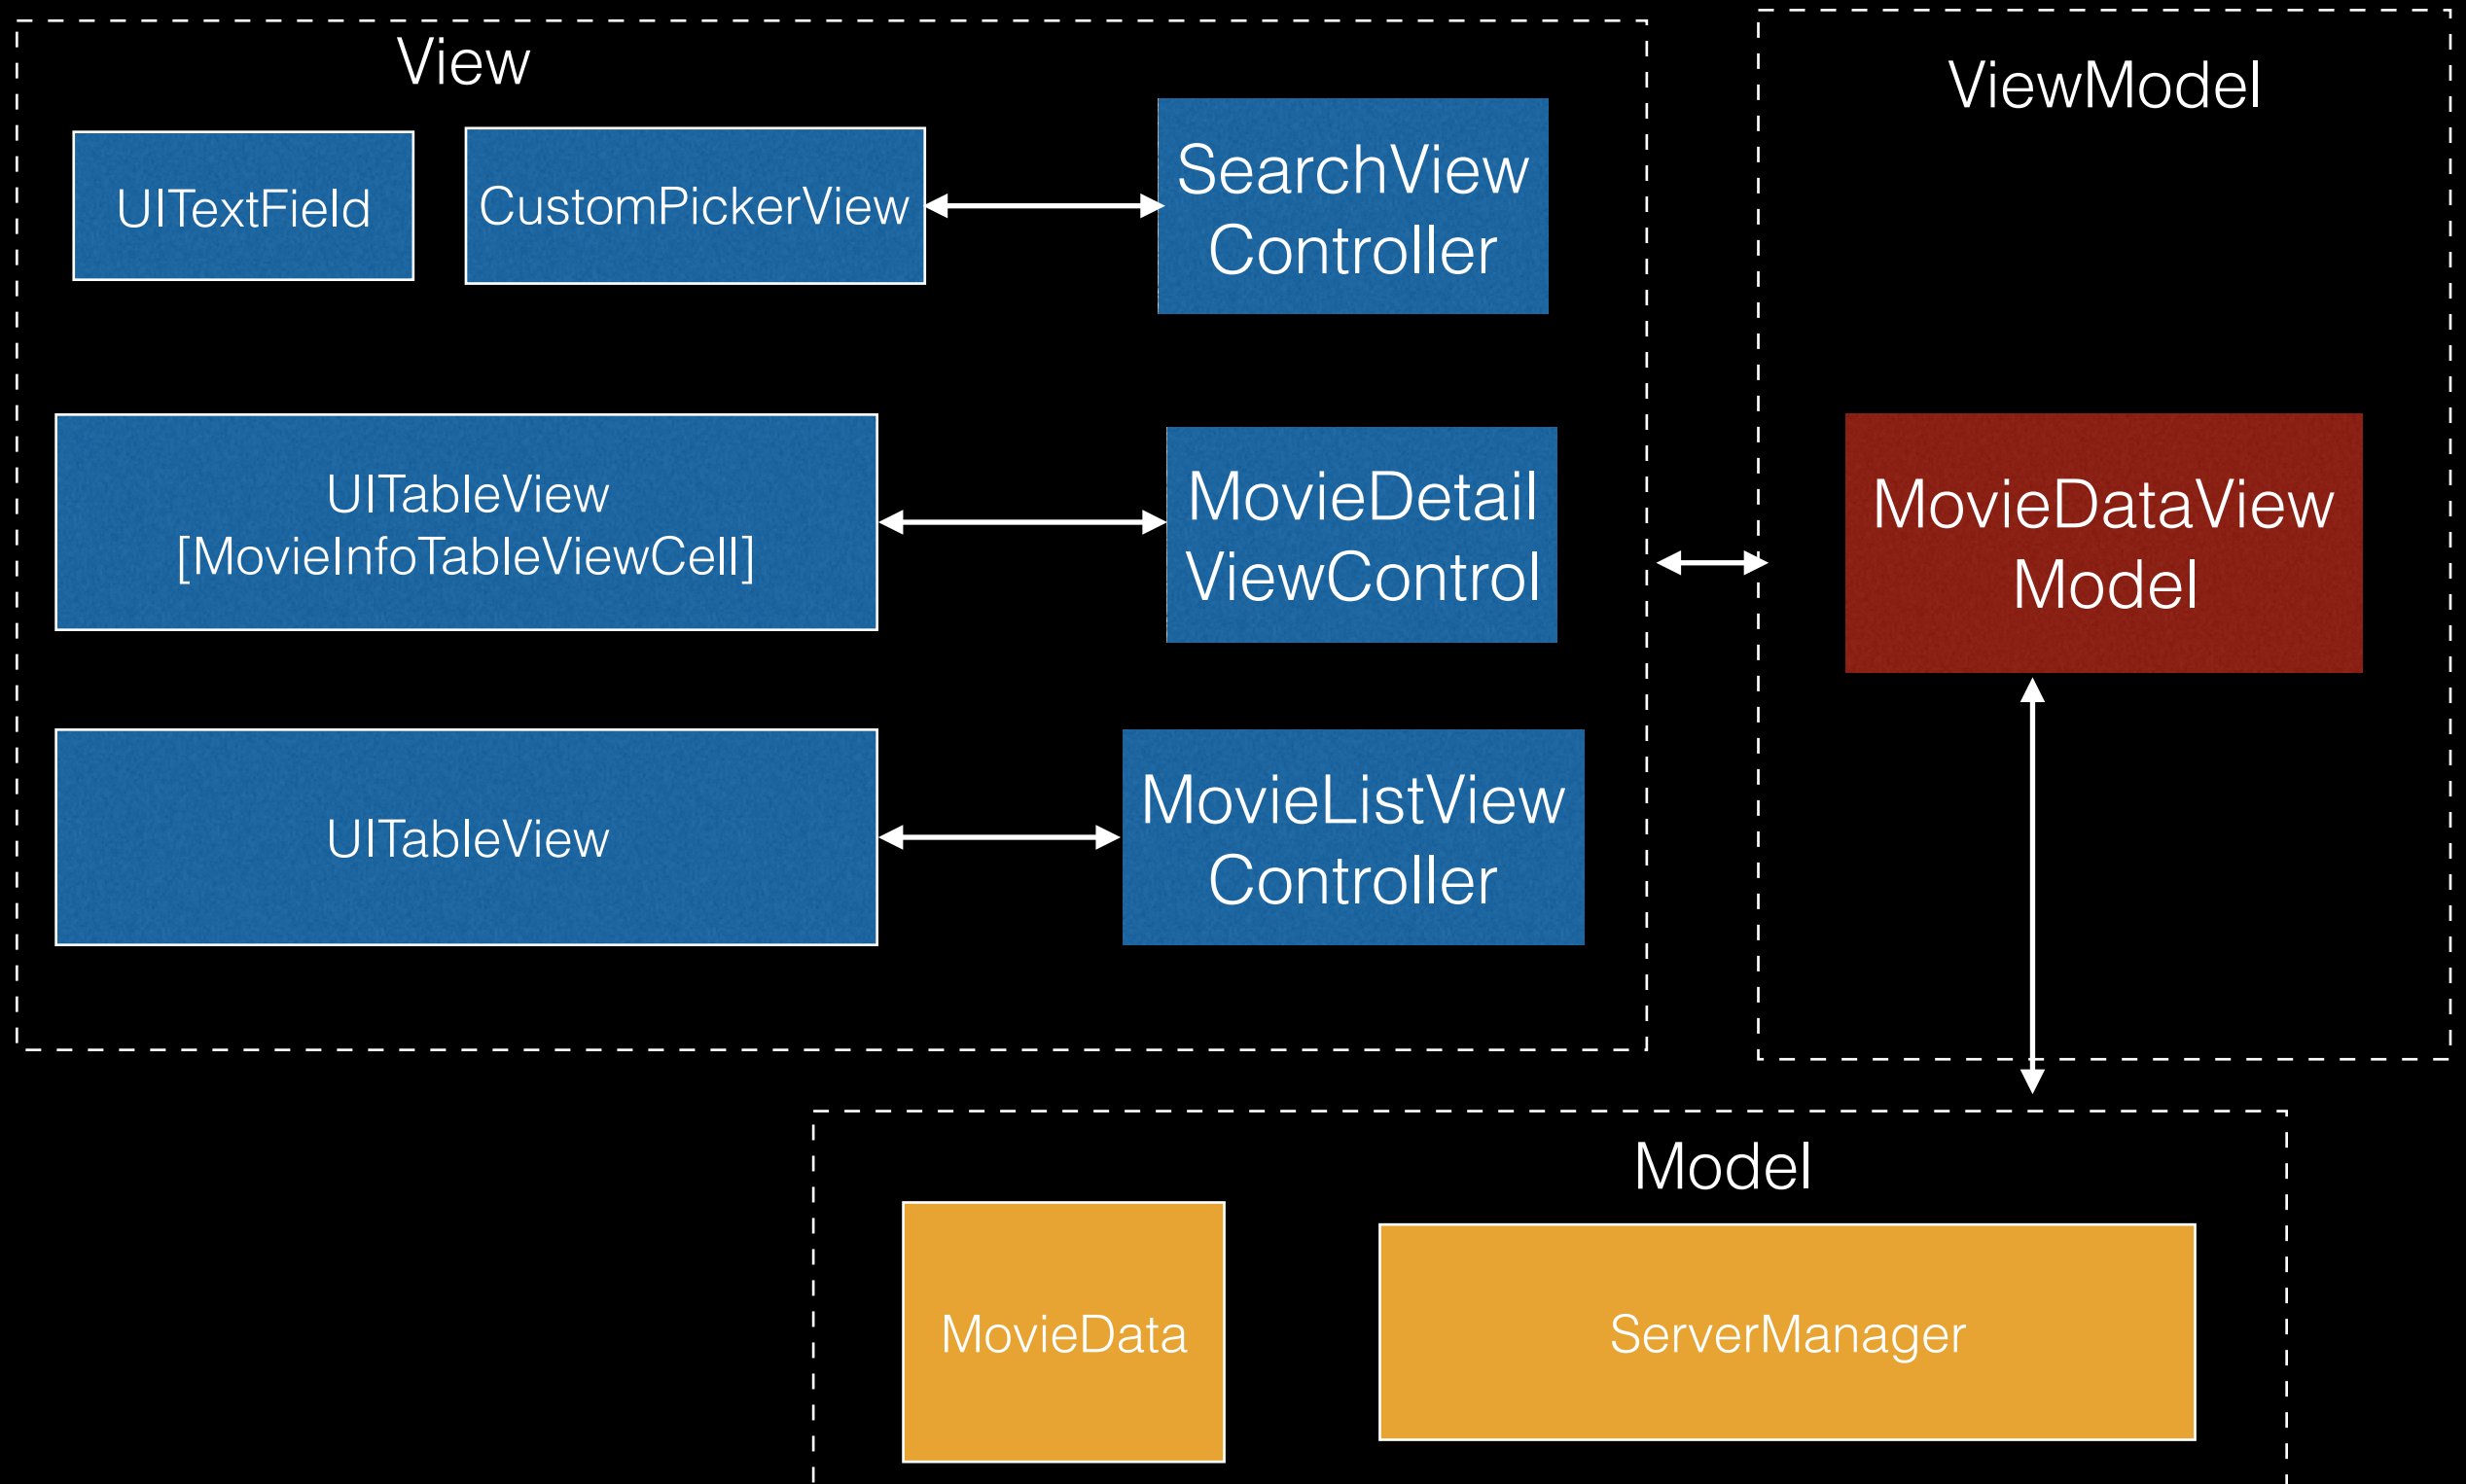 View
UITextField
CustomPickerView
SearchView
Controller
UITableView
[MovieInfoTableViewCell]
MovieDetail
ViewControl
UITableView
MovieListView
Controller
ViewModel
MovieDataView
Model
Model
MovieData
ServerManager